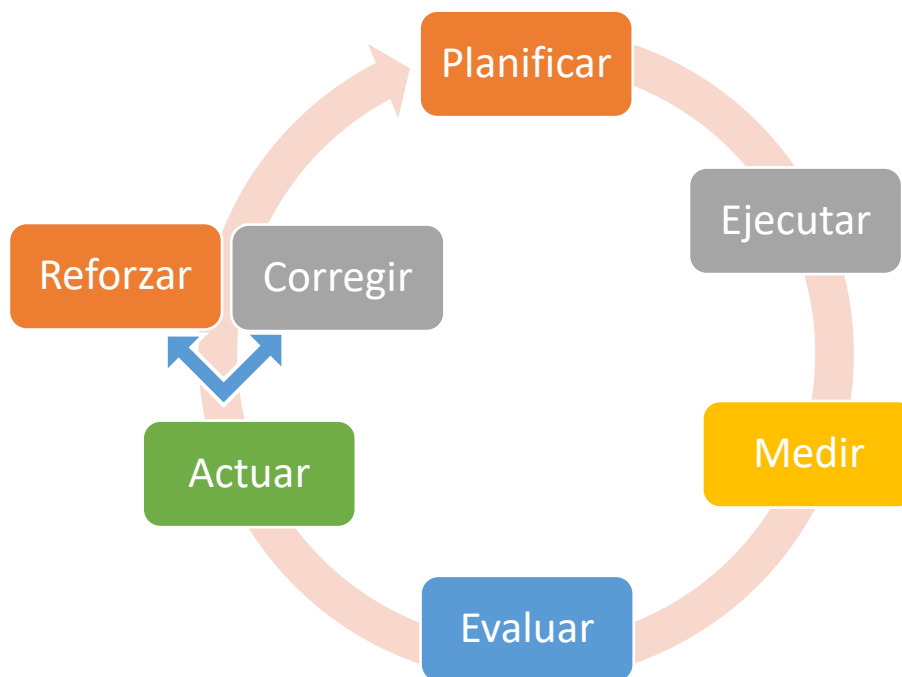 Planificar
Ejecutar
Medir
Evaluar
Actuar
Reforzar
Corregir